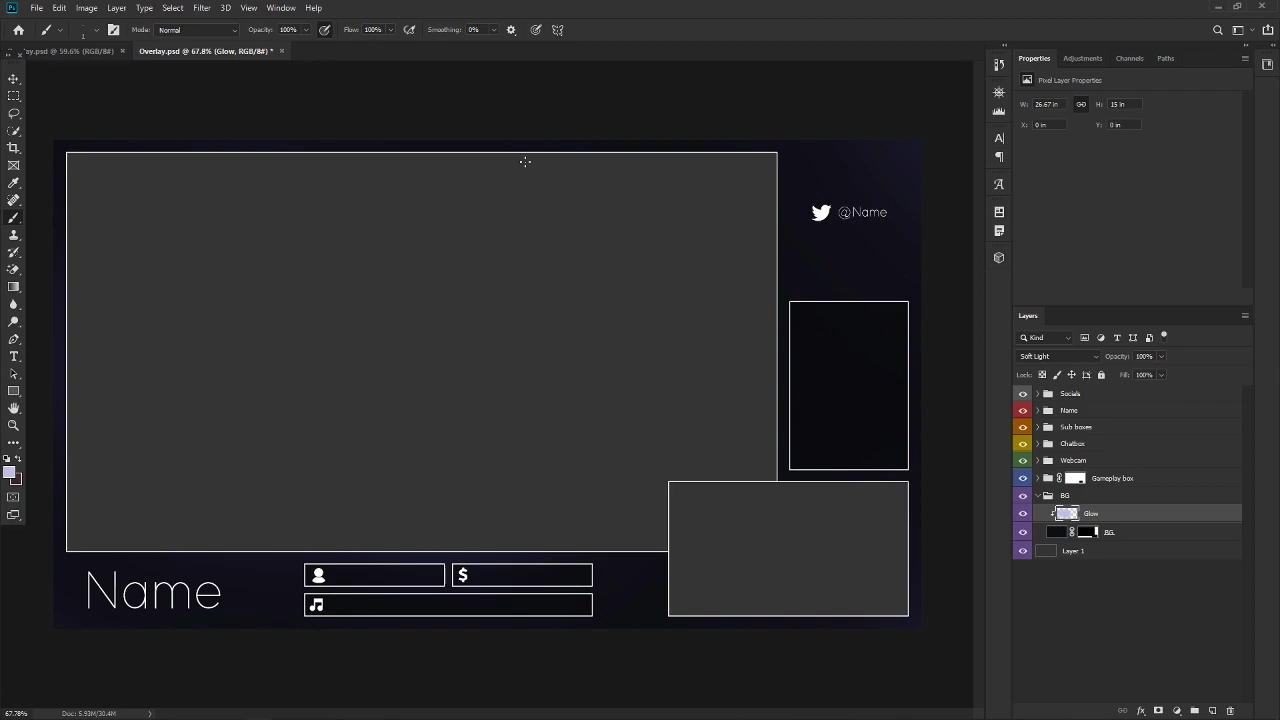 Ps File Edit Image Layer Type Select Filter 3D View Window Help
1 Mode: Normal Opacity: 100% Flow: 100% Smoothing: 0%
ay.psd @ 59.6% (RGB/8#) × Overlay.psd @ 67.8% (Glow, RGB/8#) * ×
Properties Adjustments Channels Paths
Pixel Layer Properties
W: 26.67 in H: 15 in
X: 0 in Y: 0 in
@Name
Name
$
Layers
Kind
Soft Light Opacity: 100%
Lock: Fill: 100%
Socials
Name
Sub boxes
Chatbox
Webcam
Gameplay box
BG
Glow
BG
Layer 1
67.78% Doc: 5.93M/30.4M